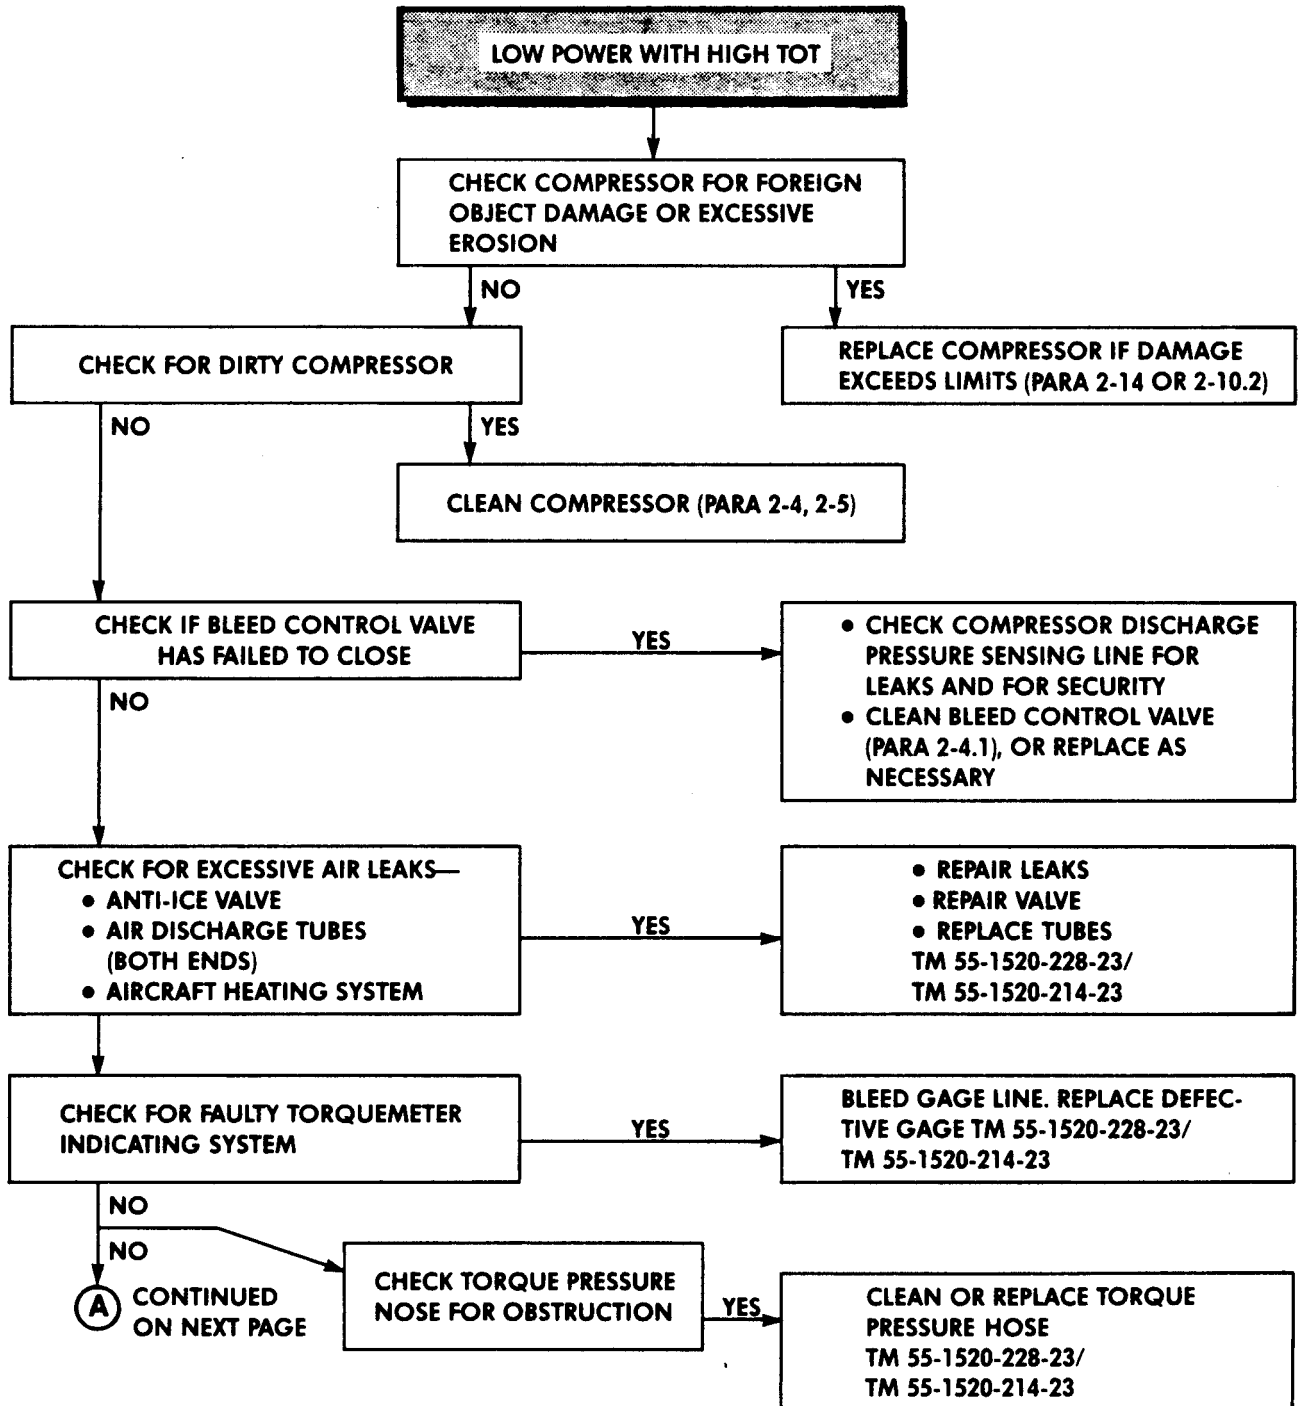 LOW POWER WITH HIGH TOT
CHECK COMPRESSOR FOR FOREIGN
OBJECT DAMAGE OR EXCESSIVE
EROSION
NO
YES
CHECK FOR DIRTY COMPRESSOR
REPLACE COMPRESSOR IF DAMAGE
EXCEEDS LIMITS (PARA 2-14 OR 2-10.2)
NO
YES
CLEAN COMPRESSOR (PARA 2-4, 2-5)
CHECK IF BLEED CONTROL VALVE
HAS FAILED TO CLOSE
YES
• CHECK COMPRESSOR DISCHARGE
PRESSURE SENSING LINE FOR
LEAKS AND FOR SECURITY
• CLEAN BLEED CONTROL VALVE
(PARA 2-4.1), OR REPLACE AS
NECESSARY
NO
CHECK FOR EXCESSIVE AIR LEAKS—
• ANTI-ICE VALVE
• AIR DISCHARGE TUBES
(BOTH ENDS)
• AIRCRAFT HEATING SYSTEM
YES
• REPAIR LEAKS
• REPAIR VALVE
• REPLACE TUBES
TM 55-1520-228-23/
TM 55-1520-214-23
CHECK FOR FAULTY TORQUEMETER
INDICATING SYSTEM
YES
BLEED GAGE LINE. REPLACE DEFEC-
TIVE GAGE TM 55-1520-228-23/
TM 55-1520-214-23
NO
NO
A CONTINUED
ON NEXT PAGE
CHECK TORQUE PRESSURE
NOSE FOR OBSTRUCTION
YES
CLEAN OR REPLACE TORQUE
PRESSURE HOSE
TM 55-1520-228-23/
TM 55-1520-214-23